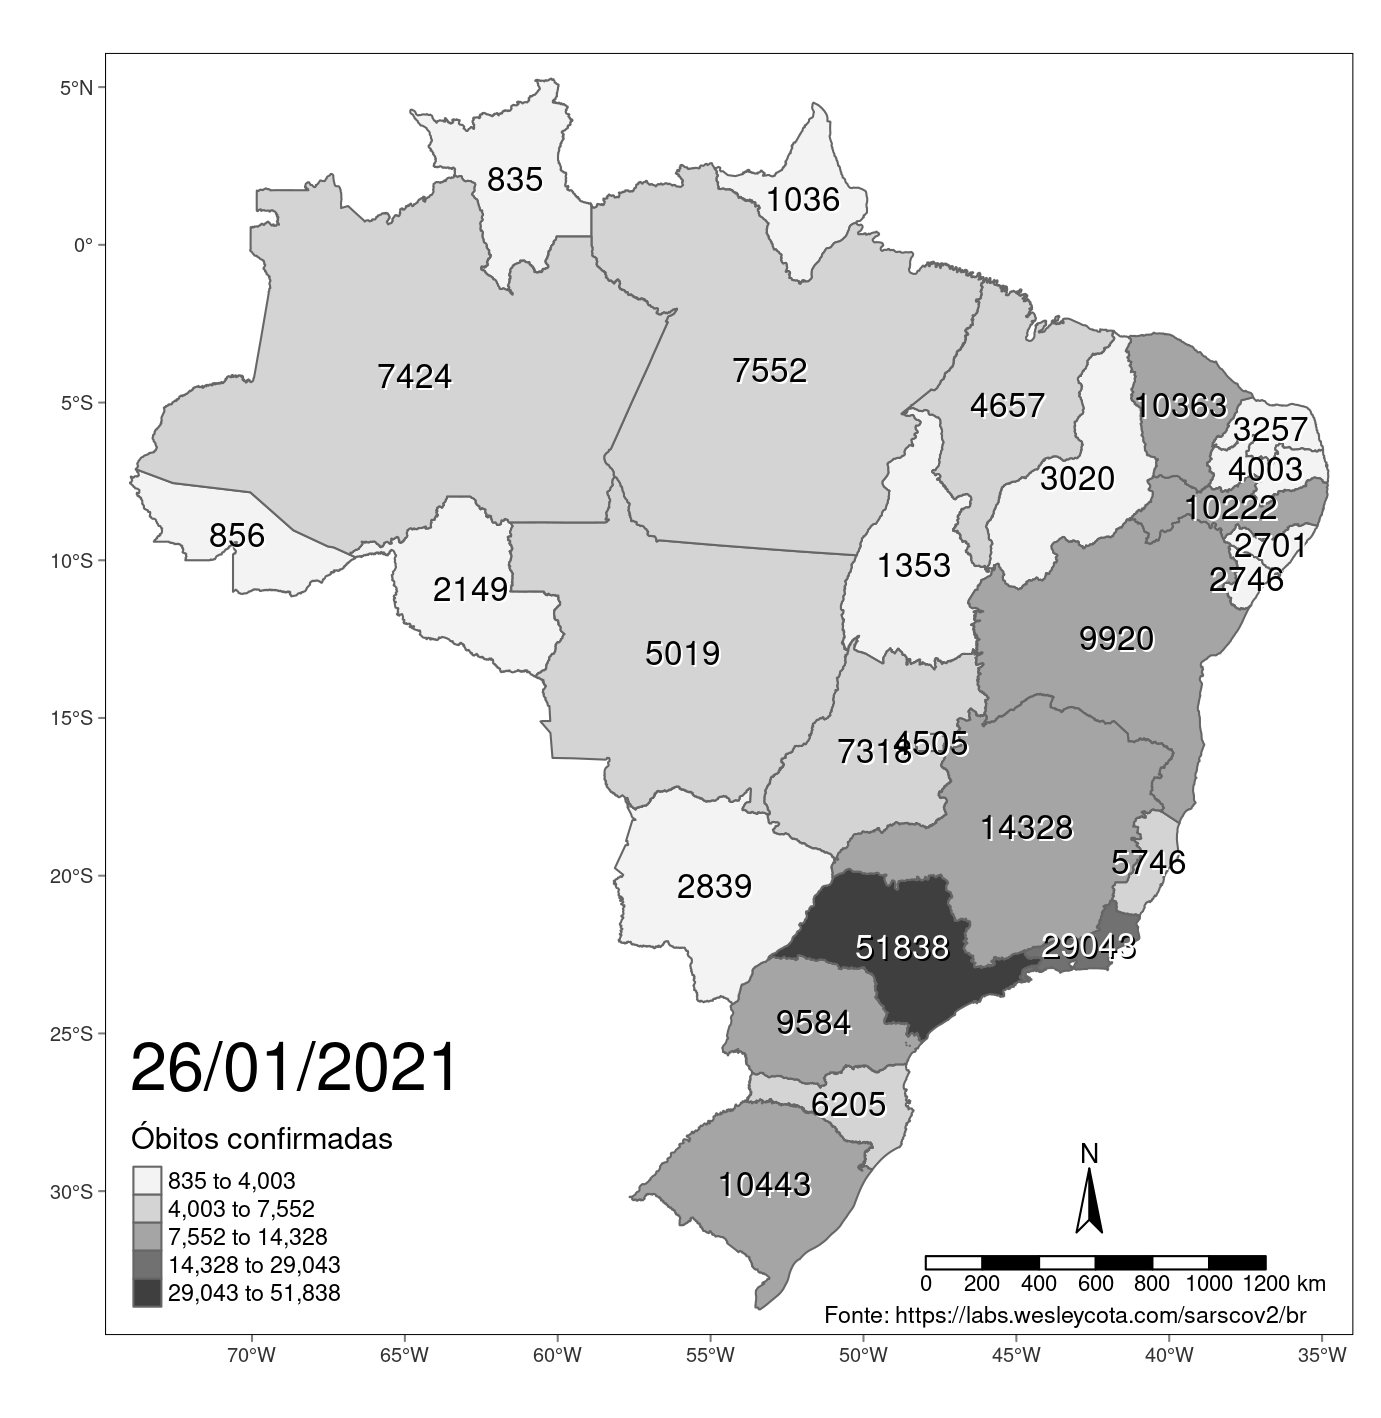 5°N
0°
5°S
10°S
15°S
20°S
25°S
30°S
835
1036
7424
7552
4657
10363
3257
4003
3020
10222
856
2701
1353
2746
2149
9920
5019
7318
4505
14328
5746
2839
51838
29043
9584
6205
10443
26/01/2021
Óbitos confirmadas
835 to 4,003
4,003 to 7,552
7,552 to 14,328
14,328 to 29,043
29,043 to 51,838
N
0 200 400 600 800 1000 1200 km
Fonte: https://labs.wesleycota.com/sarscov2/br
70°W 65°W 60°W 55°W 50°W 45°W 40°W 35°W